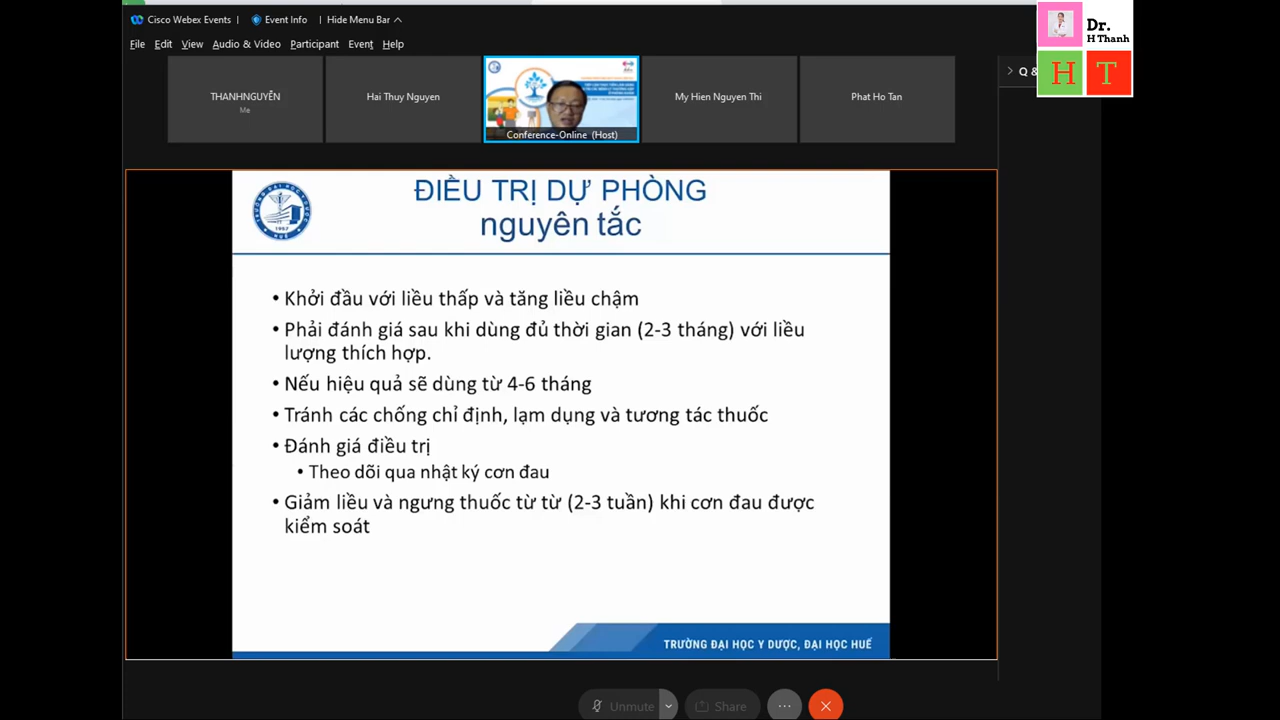 Cisco Webex Events
Event Info
Hide Menu Bar
Dr.
H Thanh
H T
File Edit View Audio & Video Participant Event Help
Q &
THANHNGUYỄN
Me
Hai Thuy Nguyen
Conference-Online (Host)
My Hien Nguyen Thi
Phat Ho Tan
ĐIỀU TRỊ DỰ PHÒNG
nguyên tắc
HUẾ
1957
• Khởi đầu với liều thấp và tăng liều chậm
• Phải đánh giá sau khi dùng đủ thời gian (2-3 tháng) với liều
lượng thích hợp.
• Nếu hiệu quả sẽ dùng từ 4-6 tháng
• Tránh các chống chỉ định, lạm dụng và tương tác thuốc
• Đánh giá điều trị
• Theo dõi qua nhật ký cơn đau
• Giảm liều và ngưng thuốc từ từ (2-3 tuần) khi cơn đau được
kiểm soát
TRƯỜNG ĐẠI HỌC Y DƯỢC, ĐẠI HỌC HUẾ
Unmute
Share